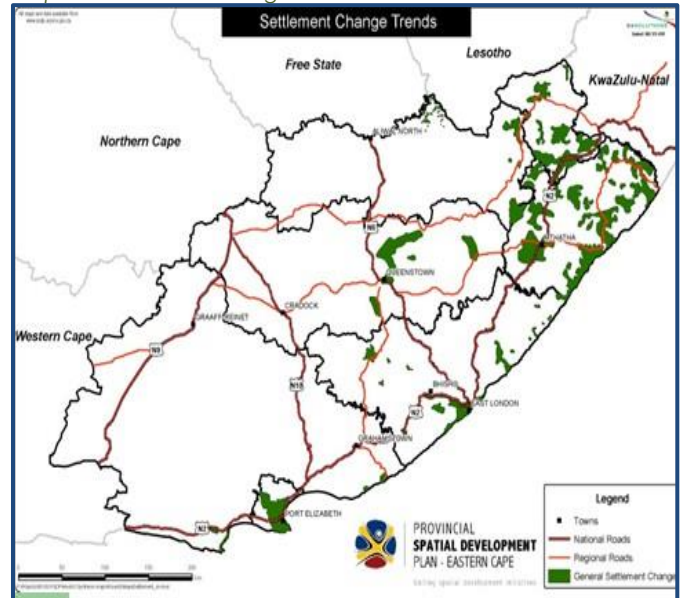 Settlement Change Trends
Lesotho
Free State
KwaZulu-Natal
Northern Cape
ALIWAL NORTH
N2
N6
MTHATHA
QUEENSTOWN
CRADOCK
GRAAFF-REINET
Western Cape
N9
N10
BHISHO
N2
EAST LONDON
GRAHAMSTOWN
N2
PORT ELIZABETH
PROVINCIAL
SPATIAL DEVELOPMENT
PLAN - EASTERN CAPE
Legend
Towns
National Roads
Regional Roads
General Settlement Change